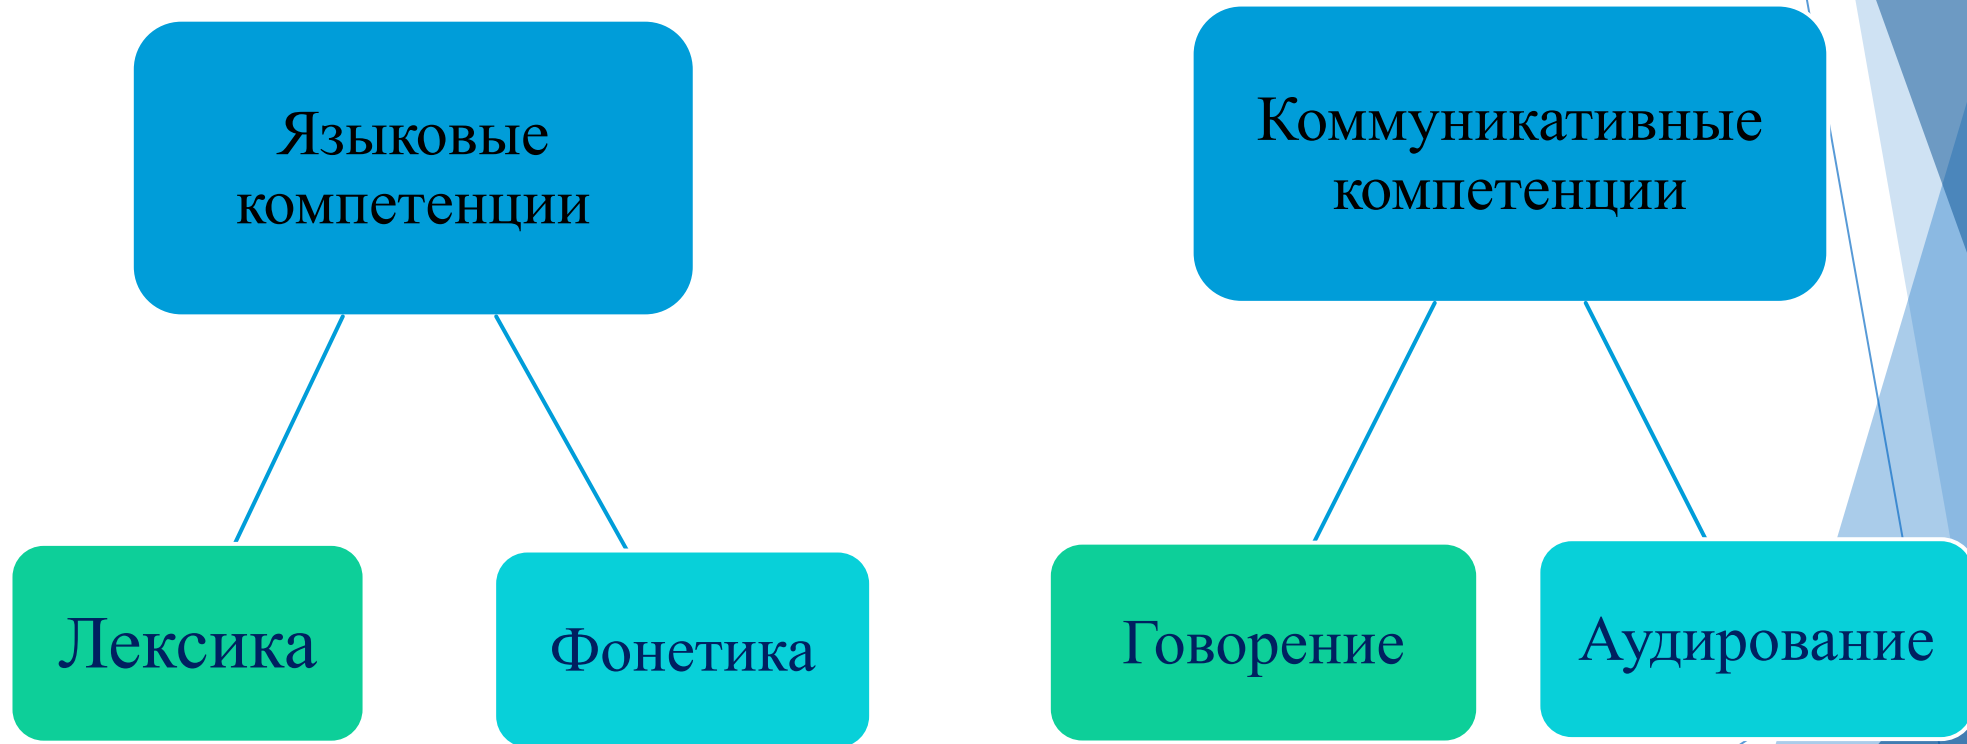 Языковые
компетенции
Коммуникативные
компетенции
Лексика
Фонетика
Говорение
Аудирование